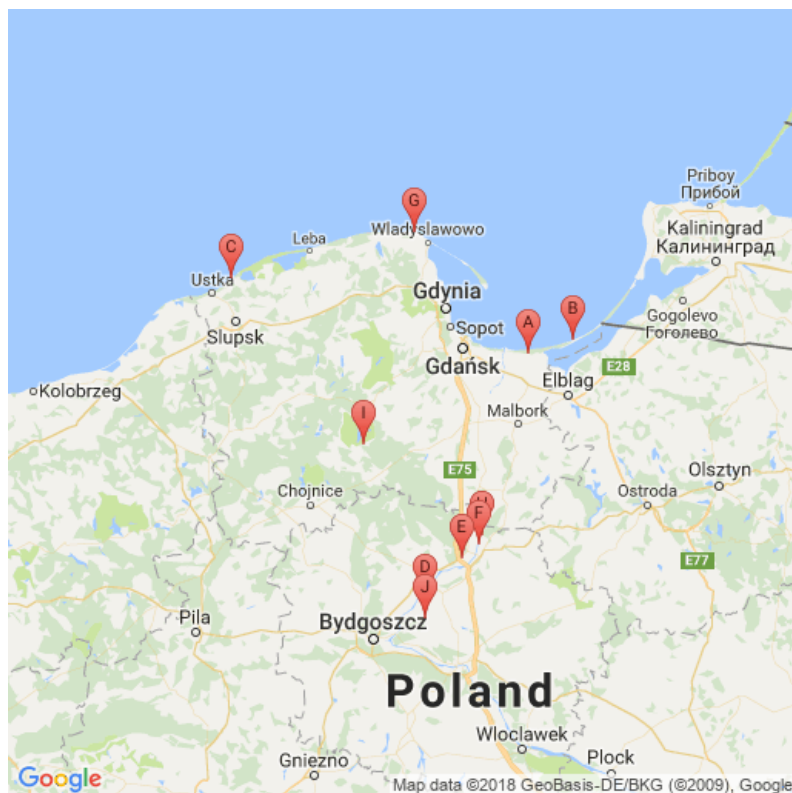 Priboy
Прибой
G
Wladyslawowo
Kaliningrad
Калининград
C
Leba
Ustka
Gdynia
Gogolevo
Гоголево
B
A
Slupsk
Sopot
Gdańsk
E28
Kolobrzeg
Elblag
I
Malbork
E75
Olsztyn
Chojnice
Ostroda
H
F
E
E77
D
J
Pila
Bydgoszcz
Poland
Wloclawek
Plock
Gniezno
Google
Map data ©2018 GeoBasis-DE/BKG (©2009), Google